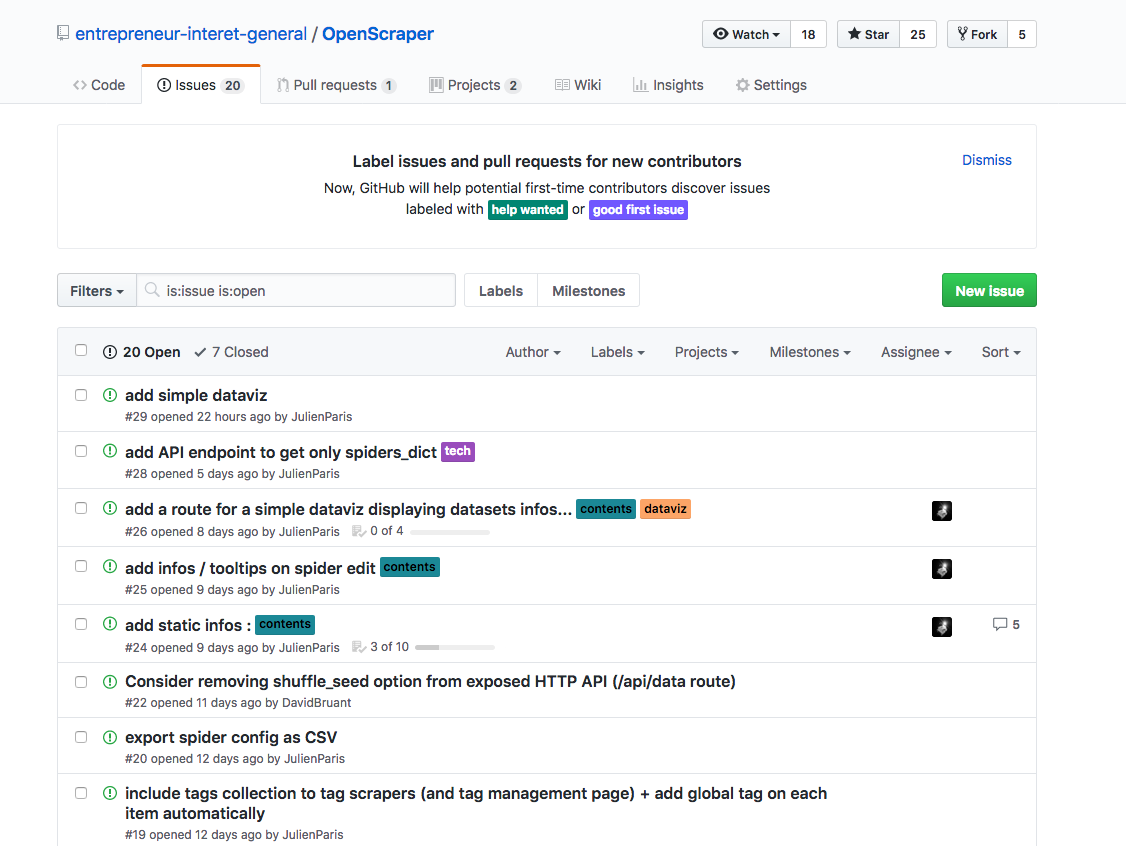 entrepreneur-interet-general / OpenScraper
Watch 18 Star 25 Fork 5
Code Issues 20 Pull requests 1 Projects 2 Wiki Insights Settings
Label issues and pull requests for new contributors
Dismiss
Now, GitHub will help potential first-time contributors discover issues
labeled with help wanted or good first issue
Filters is:issue is:open Labels Milestones New issue
20 Open 7 Closed Author Labels Projects Milestones Assignee Sort
add simple dataviz
#29 opened 22 hours ago by JulienParis
add API endpoint to get only spiders_dict tech
#28 opened 5 days ago by JulienParis
add a route for a simple dataviz displaying datasets infos... contents dataviz
#26 opened 8 days ago by JulienParis 0 of 4
add infos / tooltips on spider edit contents
#25 opened 9 days ago by JulienParis
add static infos : contents
5
#24 opened 9 days ago by JulienParis 3 of 10
Consider removing shuffle_seed option from exposed HTTP API (/api/data route)
#22 opened 11 days ago by DavidBruant
export spider config as CSV
#20 opened 12 days ago by JulienParis
include tags collection to tag scrapers (and tag management page) + add global tag on each
item automatically
#19 opened 12 days ago by JulienParis